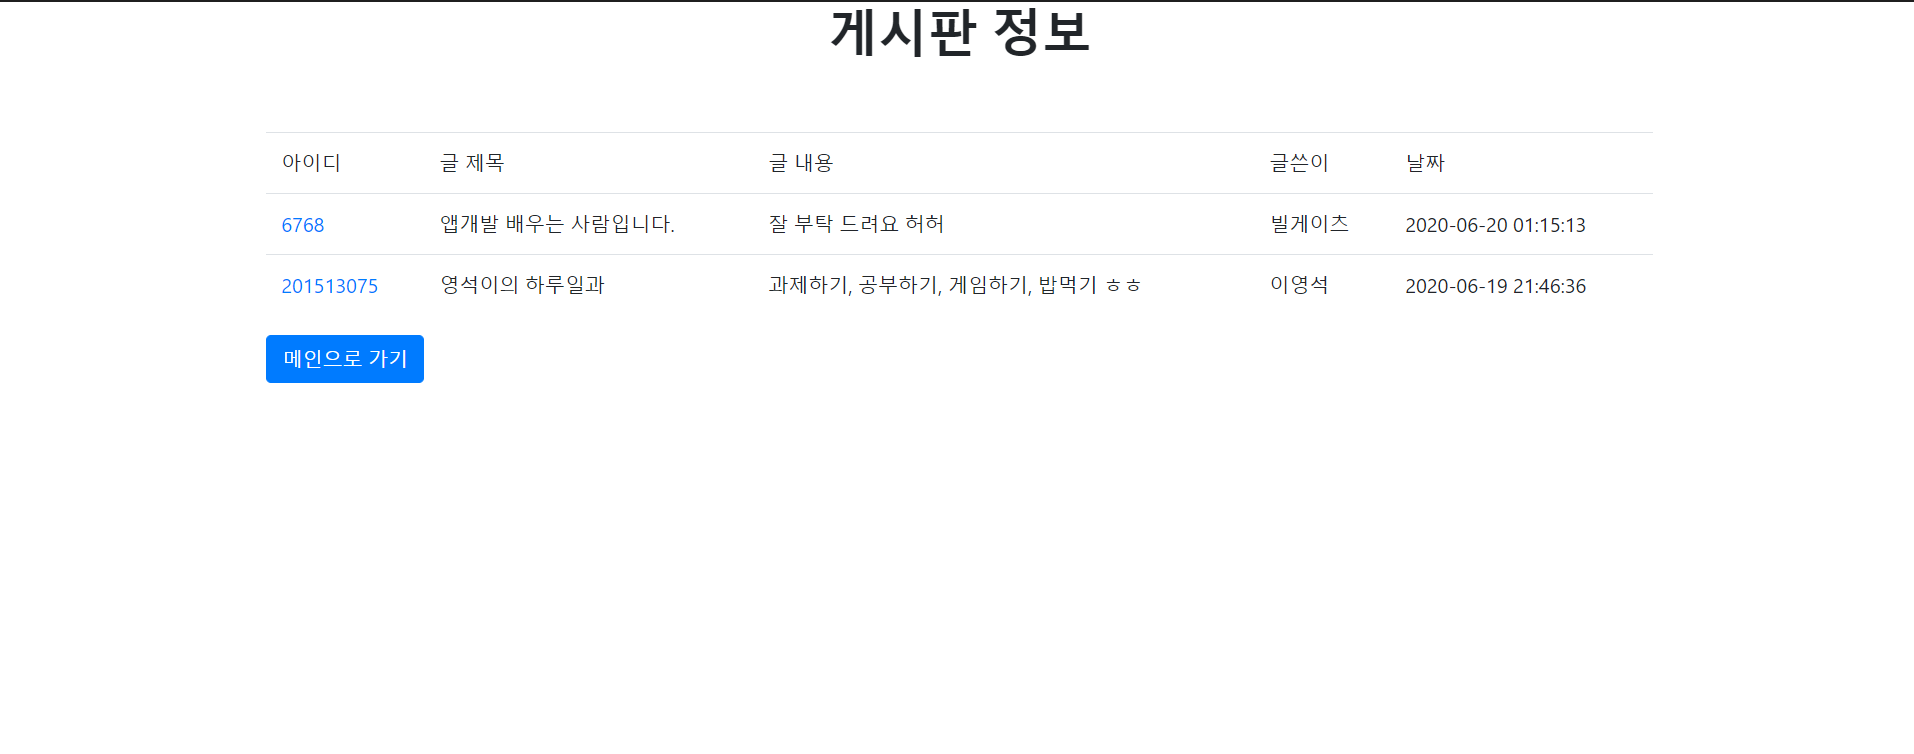 게시판 정보
아이디 글 제목 글 내용 글쓴이 날짜
6768 앱개발 배우는 사람입니다. 잘 부탁 드려요 허허 빌게이츠 2020-06-20 01:15:13
201513075 영석이의 하루일과 과제하기, 공부하기, 게임하기, 밥먹기 ㅎㅎ 이영석 2020-06-19 21:46:36
메인으로 가기